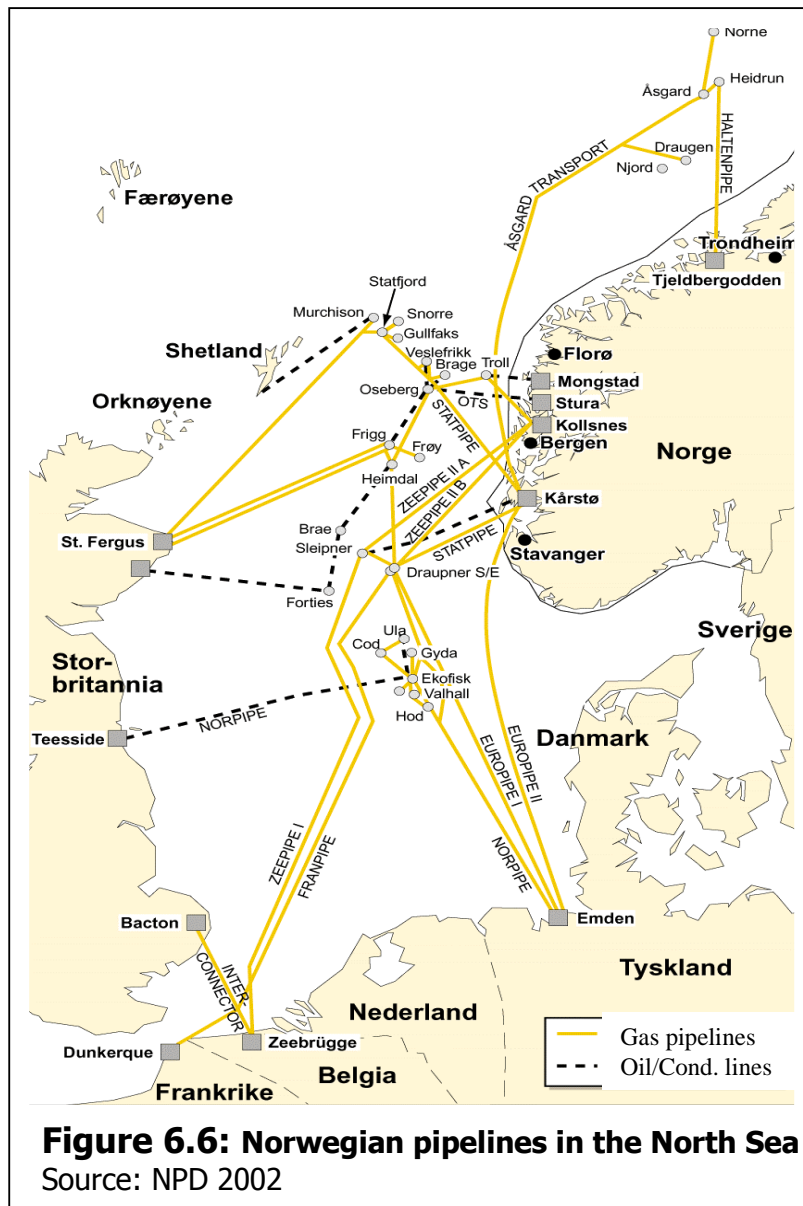 Norne
Heidrun
Åsgard
HALTENPIPE
Draugen
Njord
ÅSGARD TRANSPORT
Færøyene
Trondheim
Tjeldbergodden
Statfjord
Murchison
Snorre
Gullfaks
Shetland
Veslefrikk
Brage
Troll
Florø
Oseberg
Mongstad
OTS
Stura
Orknøyene
STATPIPE
Kollsnes
Frigg
Frøy
Bergen
Norge
Heimdal
ZEEPIPE II A
ZEEPIPE II B
Kårstø
Brae
St. Fergus
Sleipner
STATPIPE
Stavanger
Draupner S/E
Forties
Sverige
Ula
Cod
Gyda
Stor-
britannia
Ekofisk
Valhall
NORPIPE
Hod
Teesside
Danmark
EUROPIPE II
EUROPIPE I
ZEEPIPE I
FRANPIPE
NORPIPE
Bacton
Emden
INTER-
CONNECTOR
Tyskland
Nederland
Zeebrügge
Dunkerque
Belgia
Frankrike
Gas pipelines
Oil/Cond. lines
Figure 6.6: Norwegian pipelines in the North Sea
Source: NPD 2002